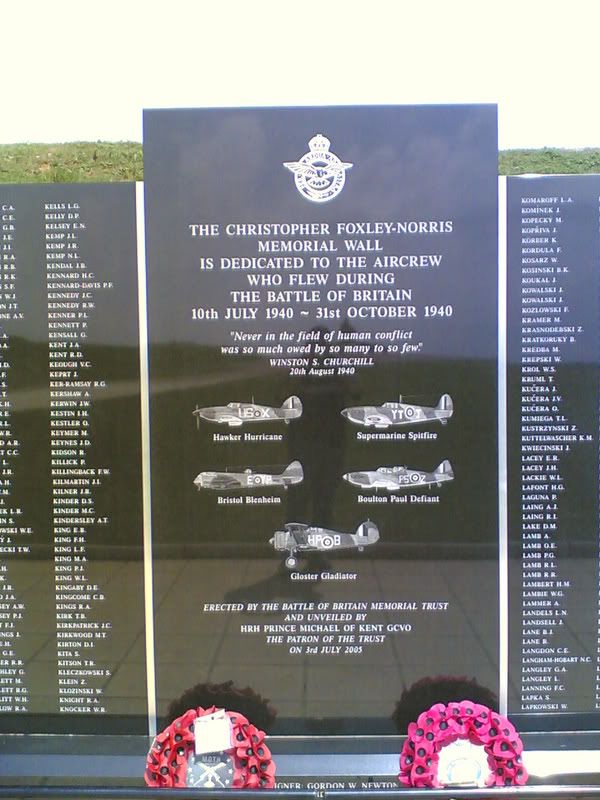 THE CHRISTOPHER FOXLEY-NORRIS
MEMORIAL WALL
IS DEDICATED TO THE AIRCREW
WHO FLEW DURING
THE BATTLE OF BRITAIN
10th JULY 1940 ~ 31st OCTOBER 1940
"Never in the field of human conflict
was so much owed by so many to so few."
WINSTON S. CHURCHILL
20th August 1940
Hawker Hurricane
Supermarine Spitfire
Bristol Blenheim
Boulton Paul Defiant
Gloster Gladiator
ERECTED BY THE BATTLE OF BRITAIN MEMORIAL TRUST
AND UNVEILED BY
HRH PRINCE MICHAEL OF KENT GCVO
THE PATRON OF THE TRUST
ON 3rd JULY 2005
KELLS L.G.
KELLY D.P.
KELSEY E.N.
KEMP J.L.
KEMP J.R.
KEMP N.L.
KENDAL J.B.
KENNARD H.C.
KENNARD-DAVIS P.F.
KENNEDY J.C.
KENNEDY R.W.
KENNER P.L.
KENNETT P.
KENSALL G.
KENT J.A.
KENT R.D.
KEOUGH V.C.
KEPRT J.
KER-RAMSAY R.G.
KERSHAW A.
KERWIN J.W.
KESTIN I.H.
KESTLER O.
KEYMER M.
KEYNES J.D.
KIDSON R.
KILLICK P.
KILLINGBACK F.W.
KILMARTIN J.I.
KILNER J.R.
KINDER D.S.
KINDER M.C.
KINDERSLEY A.T.
KING E.B.
KING F.H.
KING L.F.
KING M.A.
KING P.J.
KING W.L.
KINGABY D.E.
KINGCOME C.B.
KINGS R.A.
KIRK T.B.
KIRKPATRICK J.C.
KIRKWOOD M.T.
KIRTON D.I.
KITA S.
KITSON T.R.
KLECZKOWSKI S.
KLEIN Z.
KLOZINSKI W.
KNIGHT R.A.
KNOCKER W.R.
KOMAROFF L.A.
KOMINEK J.
KOPECKY M.
KOPŘIVA J.
KORBER K.
KORDULA F.
KOSARZ W.
KOSINSKI B.K.
KOUKAL J.
KOWALSKI J.
KOWALSKI J.
KOZLOWSKI F.
KRAMER M.
KRASNODEBSKI Z.
KRATKORUKY B.
KREDBA M.
KREPSKI W.
KROL W.S.
KRUML T.
KUČERA J.
KUČERA J.V.
KUČERA O.
KUMIEGA T.L.
KUSTRZYNSKI Z.
KUTTELWASCHER K.M.
KWIECINSKI J.
LACEY E.R.
LACEY J.H.
LACKIE W.L.
LAFONT H.G.
LAGUNA P.
LAING A.J.
LAING R.I.
LAKE D.M.
LAMB A.
LAMB O.E.
LAMB P.G.
LAMB R.L.
LAMB R.R.
LAMBERT H.M.
LAMBIE W.G.
LAMMER A.
LANDELS L.N.
LANDSELL J.
LANE B.J.
LANE R.
LANGDON C.E.
LANGHAM-HOBART N.C.
LANGLEY G.A.
LANGLEY L.
LANNING F.C.
LAPKA S.
LAPKOWSKI W.
GORDON W. NEWTON